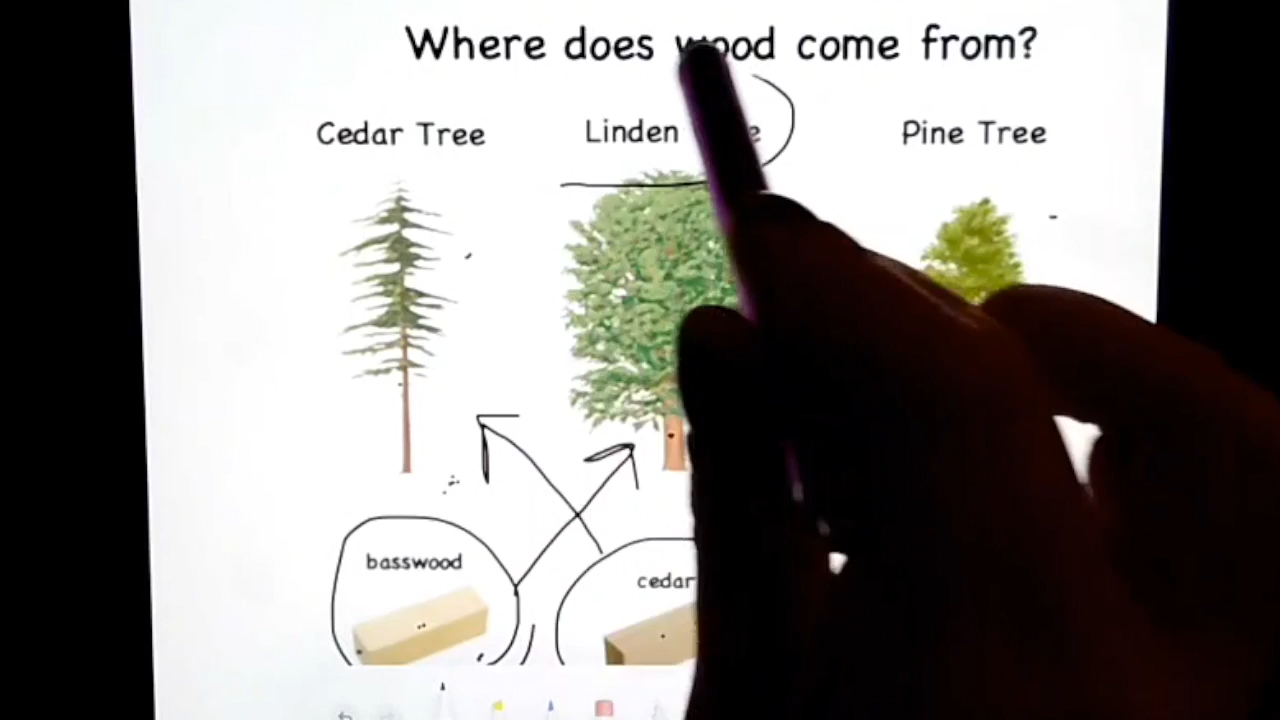 Where does wood come from?
Cedar Tree Linden Pine Tree
basswood cedar